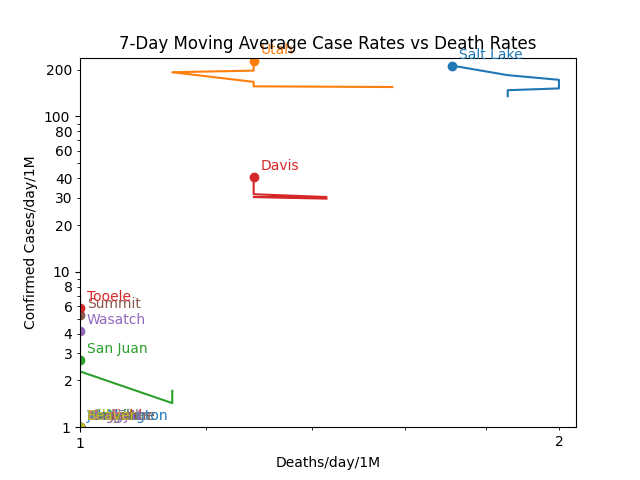 7-Day Moving Average Case Rates vs Death Rates
Utah
Salt Lake
Davis
Tooele
Summit
Wasatch
San Juan
Confirmed Cases/day/1M
200
100
80
60
40
30
20
10
8
6
4
3
2
1
1
2
Deaths/day/1M